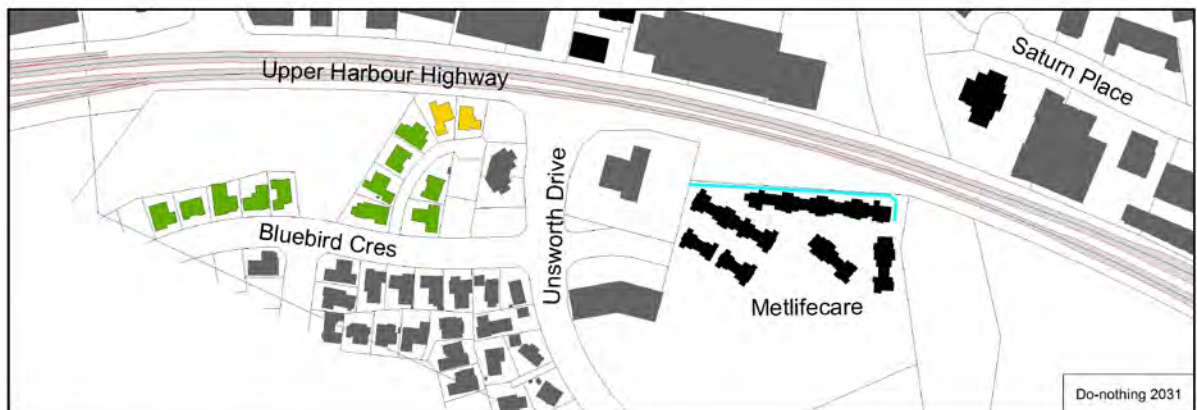 Upper Harbour Highway
Saturn Place
Unsworth Drive
Bluebird Cres
Metlifecare
Do-nothing 2031